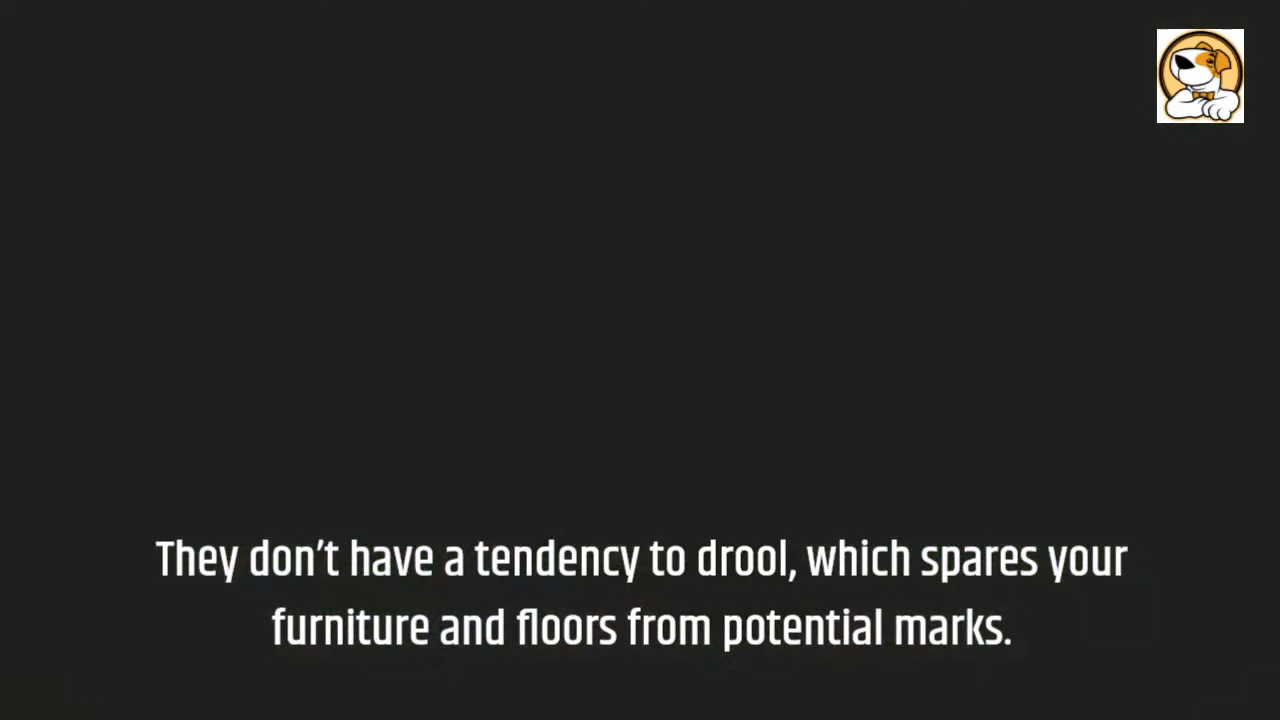 They don’t have a tendency to drool, which spares your
furniture and floors from potential marks.